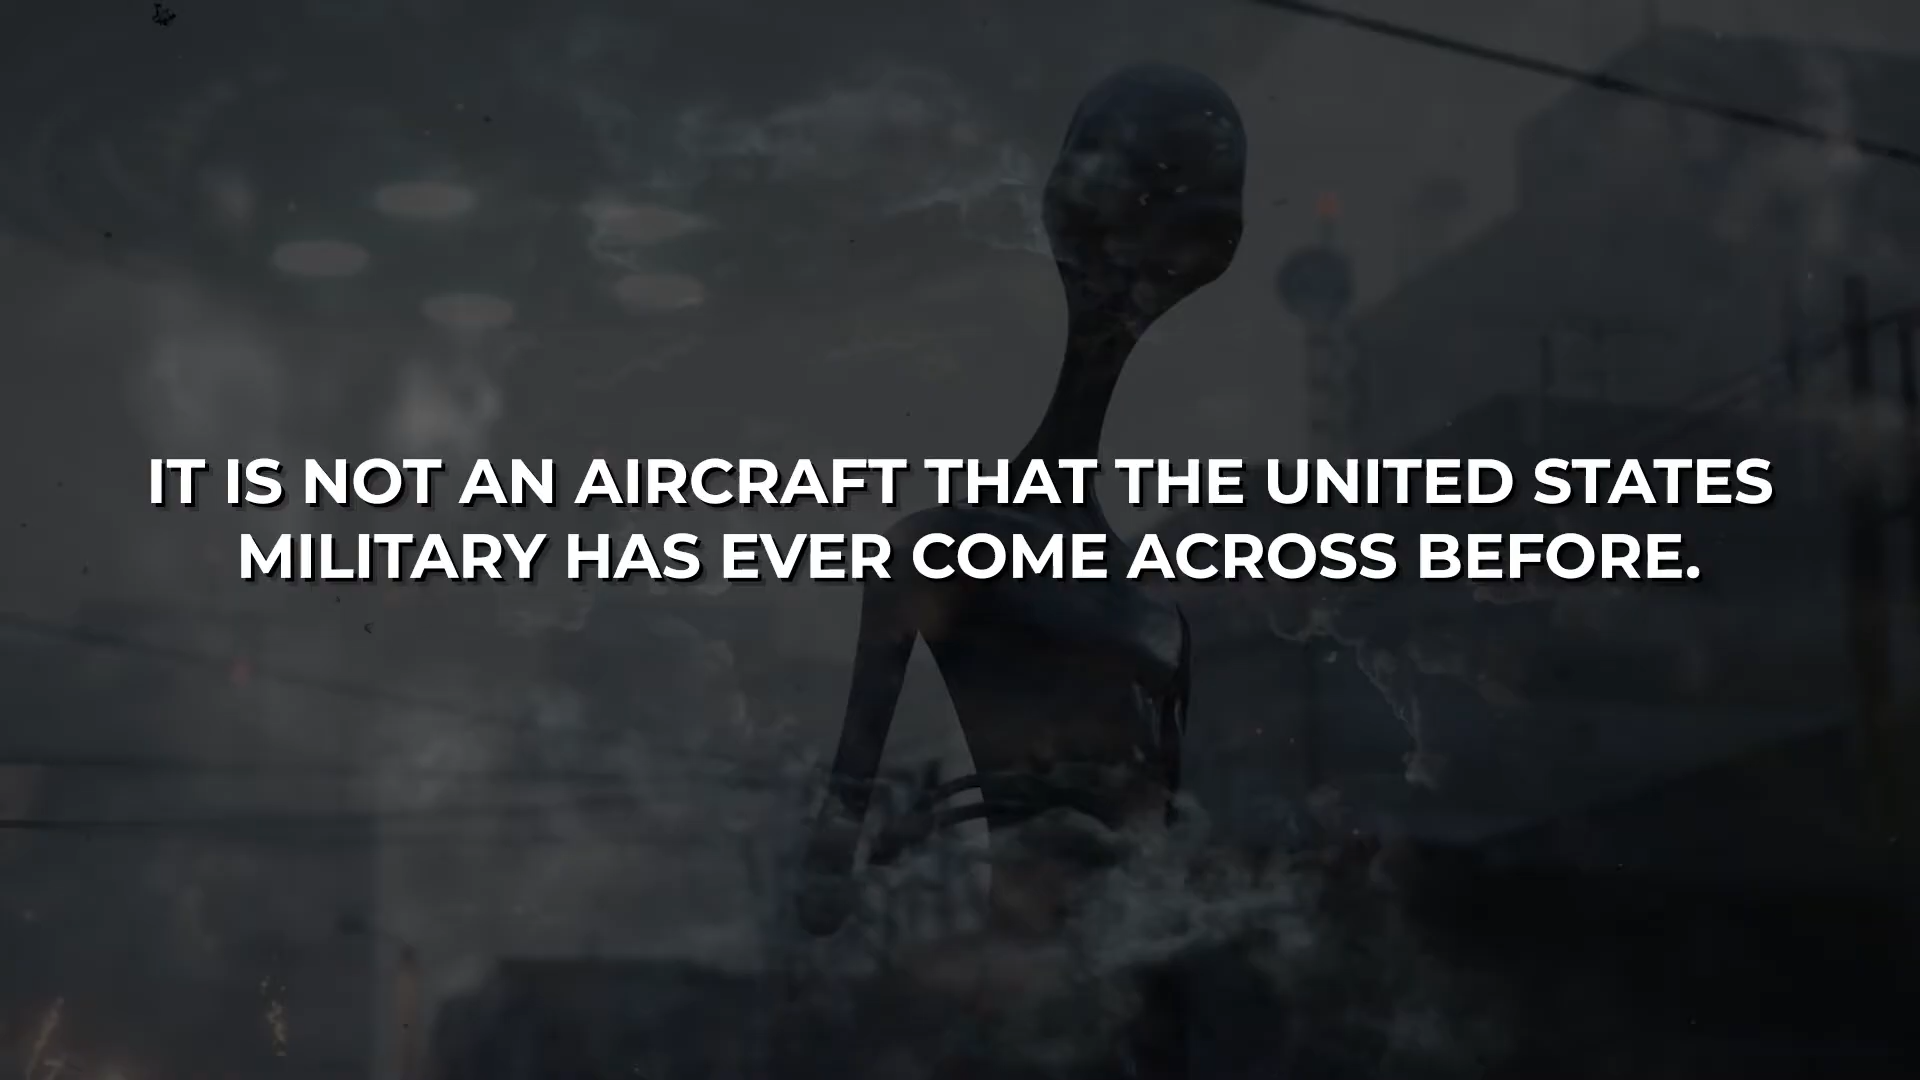 IT IS NOT AN AIRCRAFT THAT THE UNITED STATES
MILITARY HAS EVER COME ACROSS BEFORE.